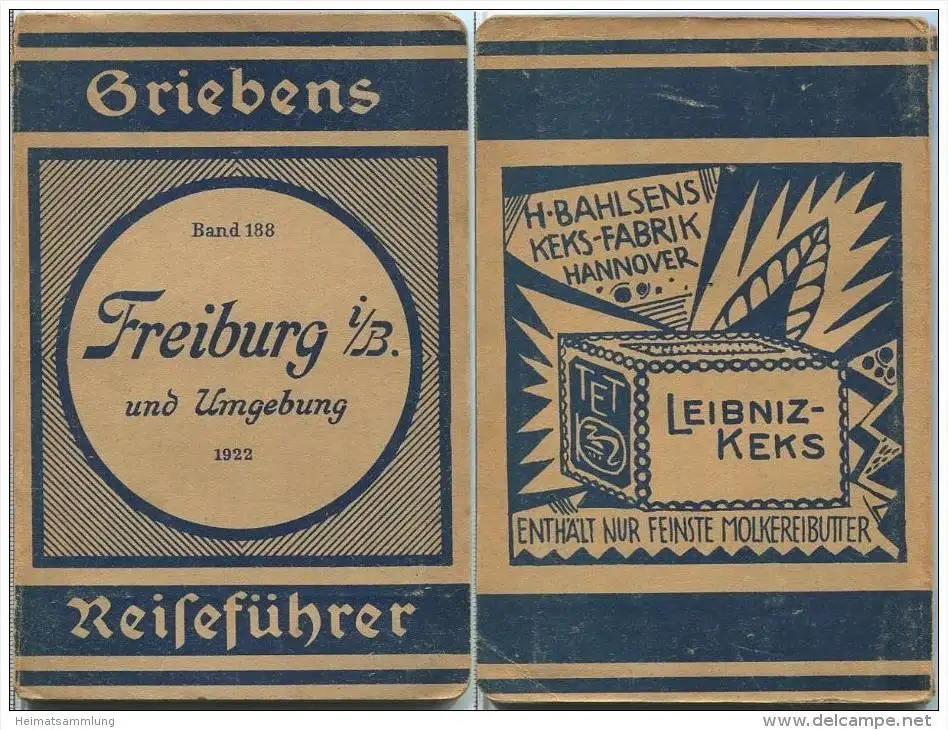 Griebens
Band 188
Freiburg i/B.
und Umgebung
1922
Reiſeführer
H·BAHLSENS
KEKS-FABRIK
HANNOVER
TET
LEIBNIZ-
KEKS
ENTHÄLT NUR FEINSTE MOLKEREIBUTTER
Heimatsammlung
www.delcampe.net